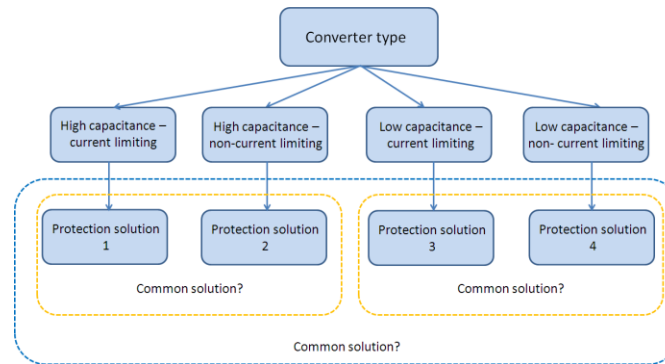 Converter type
High capacitance –
current limiting
High capacitance –
non-current limiting
Low capacitance –
current limiting
Low capacitance –
non- current limiting
Protection solution
1
Protection solution
2
Protection solution
3
Protection solution
4
Common solution?
Common solution?
Common solution?